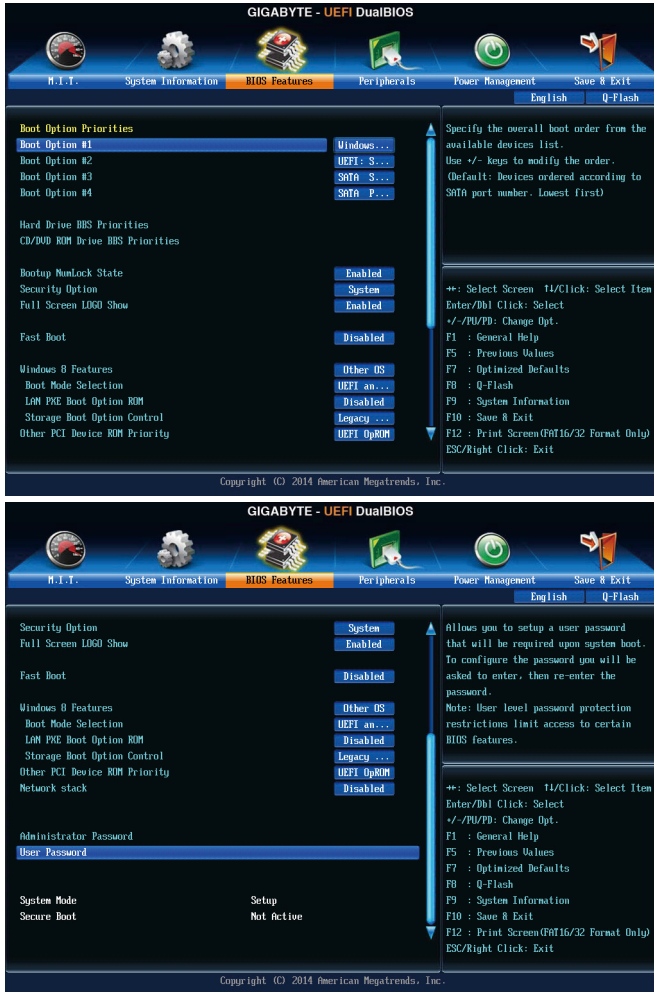 GIGABYTE - UEFI DualBIOS
M.I.T. System Information BIOS Features Peripherals Power Management Save & Exit
English Q-Flash
Boot Option Priorities
Boot Option #1 Windows...
Boot Option #2 UEFI: S...
Boot Option #3 SATA S...
Boot Option #4 SATA P...
Hard Drive BBS Priorities
CD/DVD ROM Drive BBS Priorities
Bootup NumLock State Enabled
Security Option System
Full Screen LOGO Show Enabled
Fast Boot Disabled
Windows 8 Features Other OS
Boot Mode Selection UEFI an...
LAN PXE Boot Option ROM Disabled
Storage Boot Option Control Legacy ...
Other PCI Device ROM Priority UEFI OpROM
Specify the overall boot order from the
available devices list.
Use +/- keys to modify the order.
(Default: Devices ordered according to
SATA port number. Lowest first)
→←: Select Screen ↑↓/Click: Select Item
Enter/Dbl Click: Select
+/-/PU/PD: Change Opt.
F1 : General Help
F5 : Previous Values
F7 : Optimized Defaults
F8 : Q-Flash
F9 : System Information
F10 : Save & Exit
F12 : Print Screen(FAT16/32 Format Only)
ESC/Right Click: Exit
Copyright (C) 2014 American Megatrends, Inc.
GIGABYTE - UEFI DualBIOS
M.I.T. System Information BIOS Features Peripherals Power Management Save & Exit
English Q-Flash
Security Option System
Full Screen LOGO Show Enabled
Fast Boot Disabled
Windows 8 Features Other OS
Boot Mode Selection UEFI an...
LAN PXE Boot Option ROM Disabled
Storage Boot Option Control Legacy ...
Other PCI Device ROM Priority UEFI OpROM
Network stack Disabled
Administrator Password
User Password
System Mode Setup
Secure Boot Not Active
Allows you to setup a user password
that will be required upon system boot.
To configure the password you will be
asked to enter, then re-enter the
password.
Note: User level password protection
restrictions limit access to certain
BIOS features.
→←: Select Screen ↑↓/Click: Select Item
Enter/Dbl Click: Select
+/-/PU/PD: Change Opt.
F1 : General Help
F5 : Previous Values
F7 : Optimized Defaults
F8 : Q-Flash
F9 : System Information
F10 : Save & Exit
F12 : Print Screen(FAT16/32 Format Only)
ESC/Right Click: Exit
Copyright (C) 2014 American Megatrends, Inc.